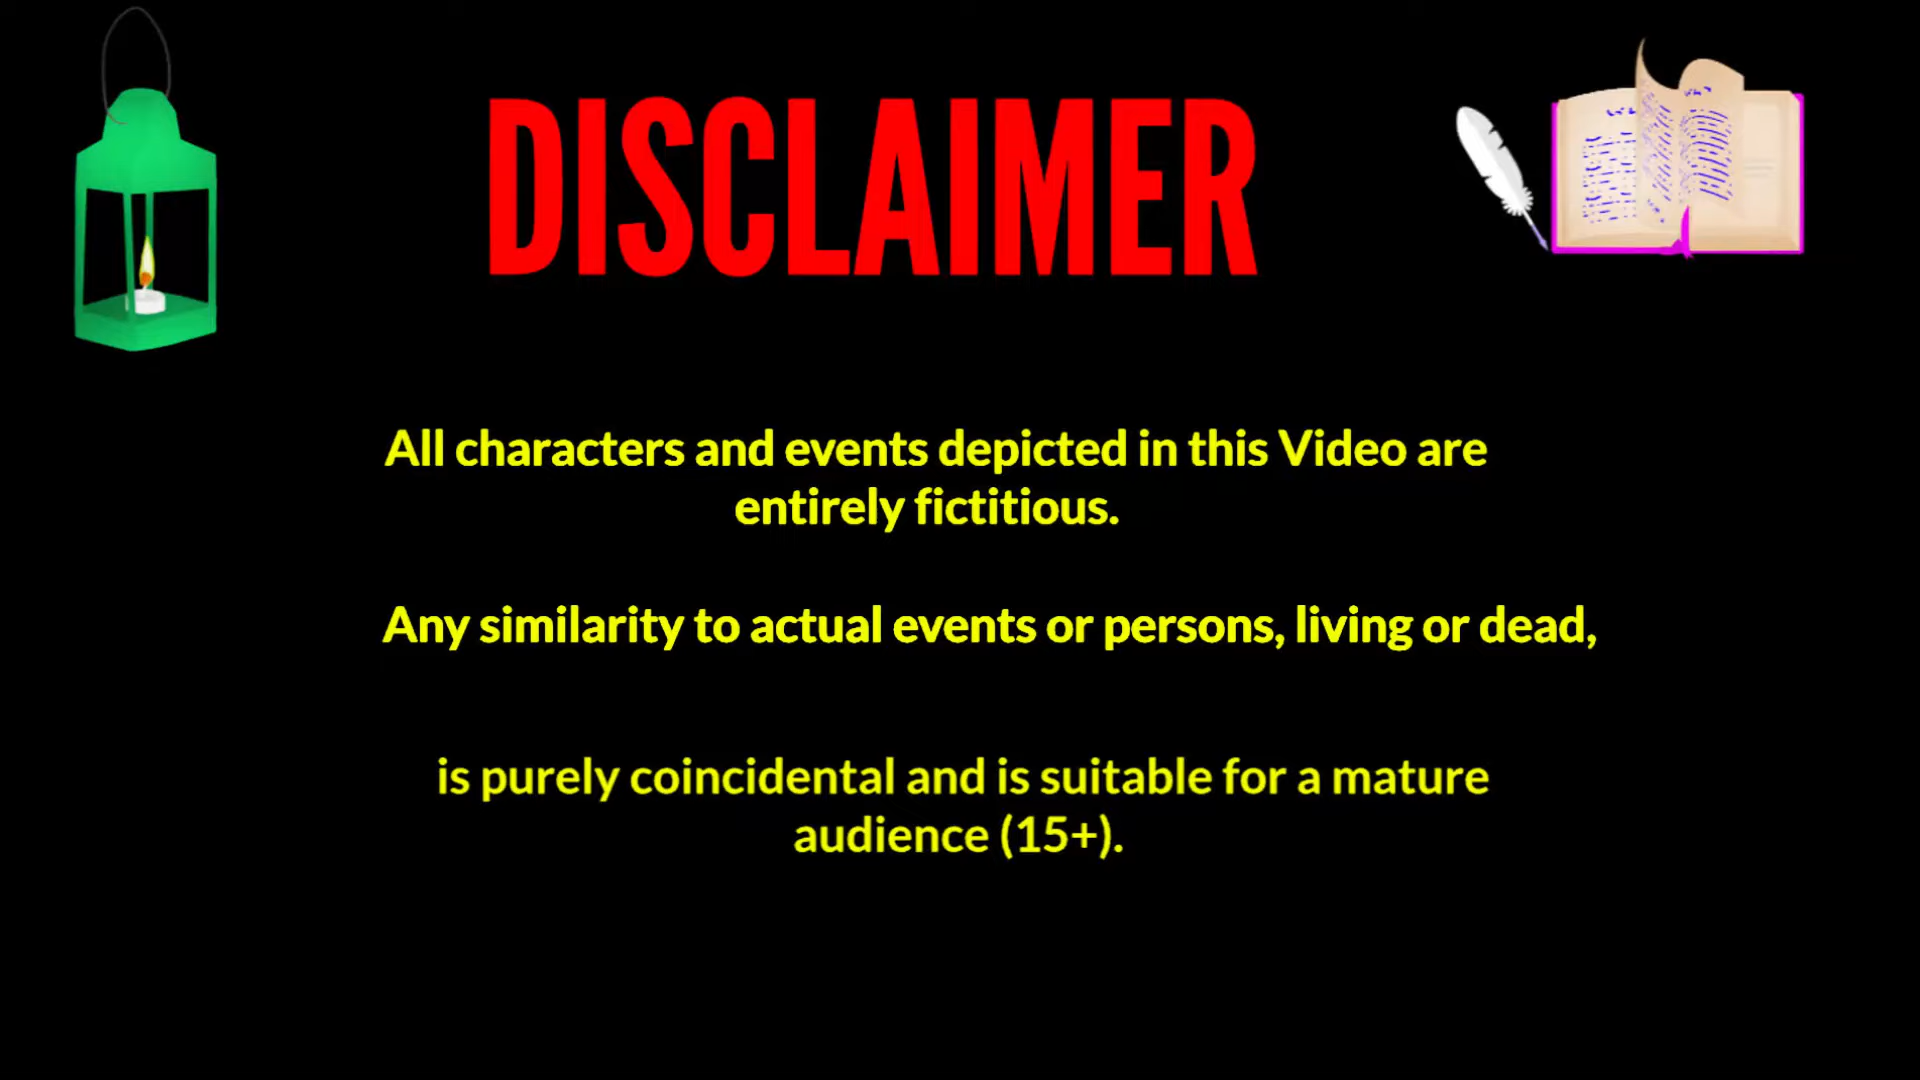 DISCLAIMER
All characters and events depicted in this Video are
entirely fictitious.
Any similarity to actual events or persons, living or dead,
is purely coincidental and is suitable for a mature
audience (15+).